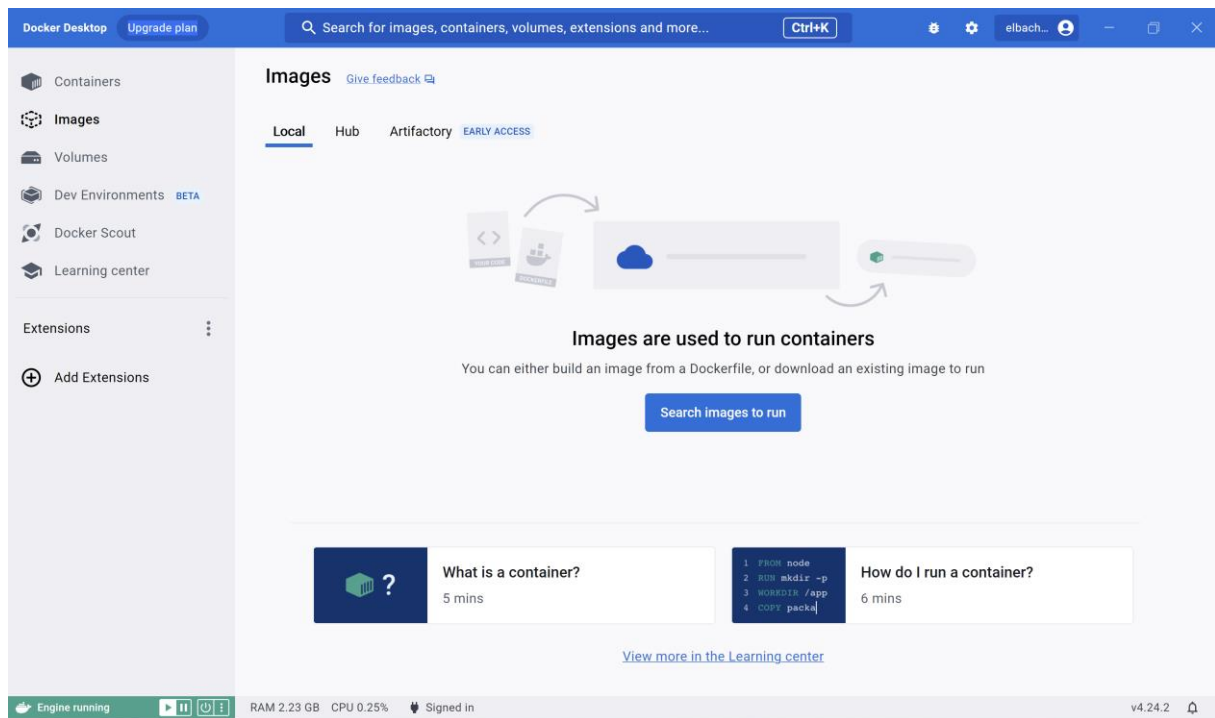 Docker Desktop Upgrade plan Search for images, containers, volumes, extensions and more... Ctrl+K elbach...
Containers
Images
Volumes
Dev Environments BETA
Docker Scout
Learning center
Extensions
Add Extensions
Images Give feedback
Local Hub Artifactory EARLY ACCESS
< >
YOUR CODE
DOCKERFILE
Images are used to run containers
You can either build an image from a Dockerfile, or download an existing image to run
Search images to run
?
What is a container?
5 mins
1 FROM node
2 RUN mkdir -p
3 WORKDIR /app
4 COPY packa
How do I run a container?
6 mins
View more in the Learning center
Engine running RAM 2.23 GB CPU 0.25% Signed in v4.24.2